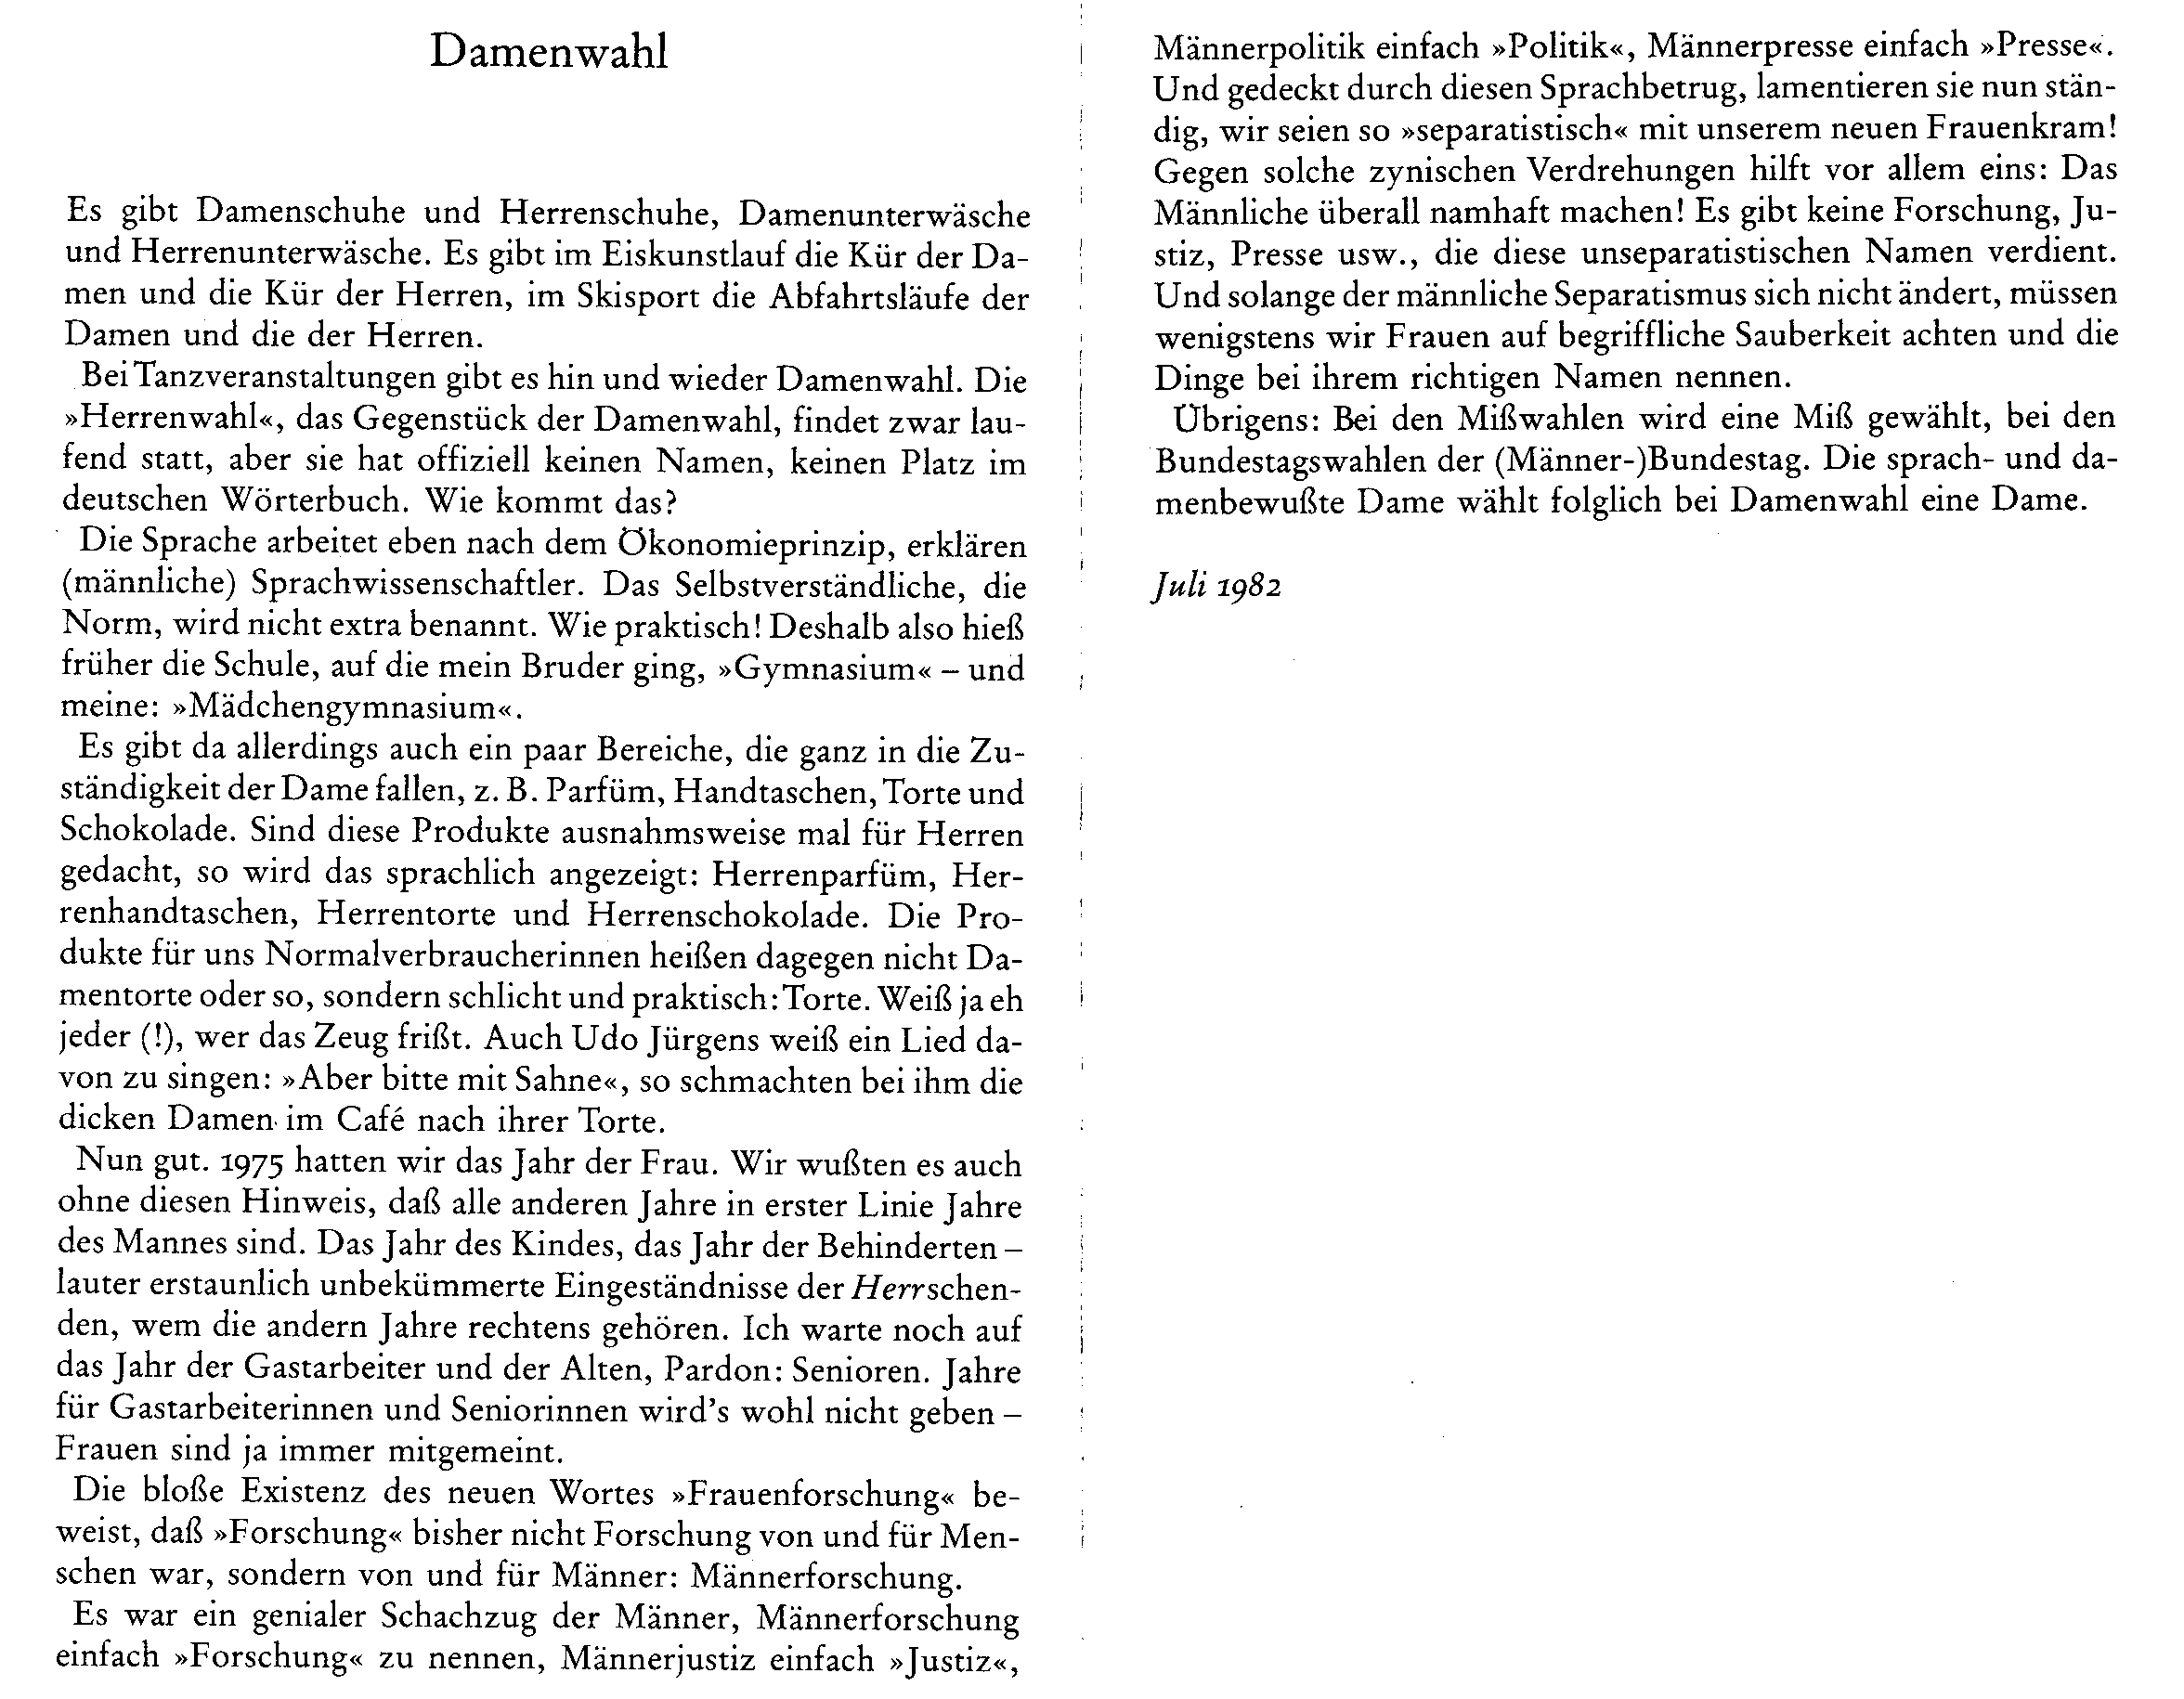 Damenwahl
Es gibt Damenschuhe und Herrenschuhe, Damenunterwäsche
und Herrenunterwäsche. Es gibt im Eiskunstlauf die Kür der Da-
men und die Kür der Herren, im Skisport die Abfahrtsläufe der
Damen und die der Herren.
Bei Tanzveranstaltungen gibt es hin und wieder Damenwahl. Die
»Herrenwahl«, das Gegenstück der Damenwahl, findet zwar lau-
fend statt, aber sie hat offiziell keinen Namen, keinen Platz im
deutschen Wörterbuch. Wie kommt das?
Die Sprache arbeitet eben nach dem Ökonomieprinzip, erklären
(männliche) Sprachwissenschaftler. Das Selbstverständliche, die
Norm, wird nicht extra benannt. Wie praktisch! Deshalb also hieß
früher die Schule, auf die mein Bruder ging, »Gymnasium« – und
meine: »Mädchengymnasium«.
Es gibt da allerdings auch ein paar Bereiche, die ganz in die Zu-
ständigkeit der Dame fallen, z. B. Parfüm, Handtaschen, Torte und
Schokolade. Sind diese Produkte ausnahmsweise mal für Herren
gedacht, so wird das sprachlich angezeigt: Herrenparfüm, Her-
renhandtaschen, Herrentorte und Herrenschokolade. Die Pro-
dukte für uns Normalverbraucherinnen heißen dagegen nicht Da-
mentorte oder so, sondern schlicht und praktisch: Torte. Weiß ja eh
jeder (!), wer das Zeug frißt. Auch Udo Jürgens weiß ein Lied da-
von zu singen: »Aber bitte mit Sahne«, so schmachten bei ihm die
dicken Damen im Café nach ihrer Torte.
Nun gut. 1975 hatten wir das Jahr der Frau. Wir wußten es auch
ohne diesen Hinweis, daß alle anderen Jahre in erster Linie Jahre
des Mannes sind. Das Jahr des Kindes, das Jahr der Behinderten –
lauter erstaunlich unbekümmerte Eingeständnisse der Herrschen-
den, wem die andern Jahre rechtens gehören. Ich warte noch auf
das Jahr der Gastarbeiter und der Alten, Pardon: Senioren. Jahre
für Gastarbeiterinnen und Seniorinnen wird's wohl nicht geben –
Frauen sind ja immer mitgemeint.
Die bloße Existenz des neuen Wortes »Frauenforschung« be-
weist, daß »Forschung« bisher nicht Forschung von und für Men-
schen war, sondern von und für Männer: Männerforschung.
Es war ein genialer Schachzug der Männer, Männerforschung
einfach »Forschung« zu nennen, Männerjustiz einfach »Justiz«,
Männerpolitik einfach »Politik«, Männerpresse einfach »Presse«.
Und gedeckt durch diesen Sprachbetrug, lamentieren sie nun stän-
dig, wir seien so »separatistisch« mit unserem neuen Frauenkram!
Gegen solche zynischen Verdrehungen hilft vor allem eins: Das
Männliche überall namhaft machen! Es gibt keine Forschung, Ju-
stiz, Presse usw., die diese unseparatistischen Namen verdient.
Und solange der männliche Separatismus sich nicht ändert, müssen
wenigstens wir Frauen auf begriffliche Sauberkeit achten und die
Dinge bei ihrem richtigen Namen nennen.
Übrigens: Bei den Mißwahlen wird eine Miß gewählt, bei den
Bundestagswahlen der (Männer-)Bundestag. Die sprach- und da-
menbewußte Dame wählt folglich bei Damenwahl eine Dame.
Juli 1982